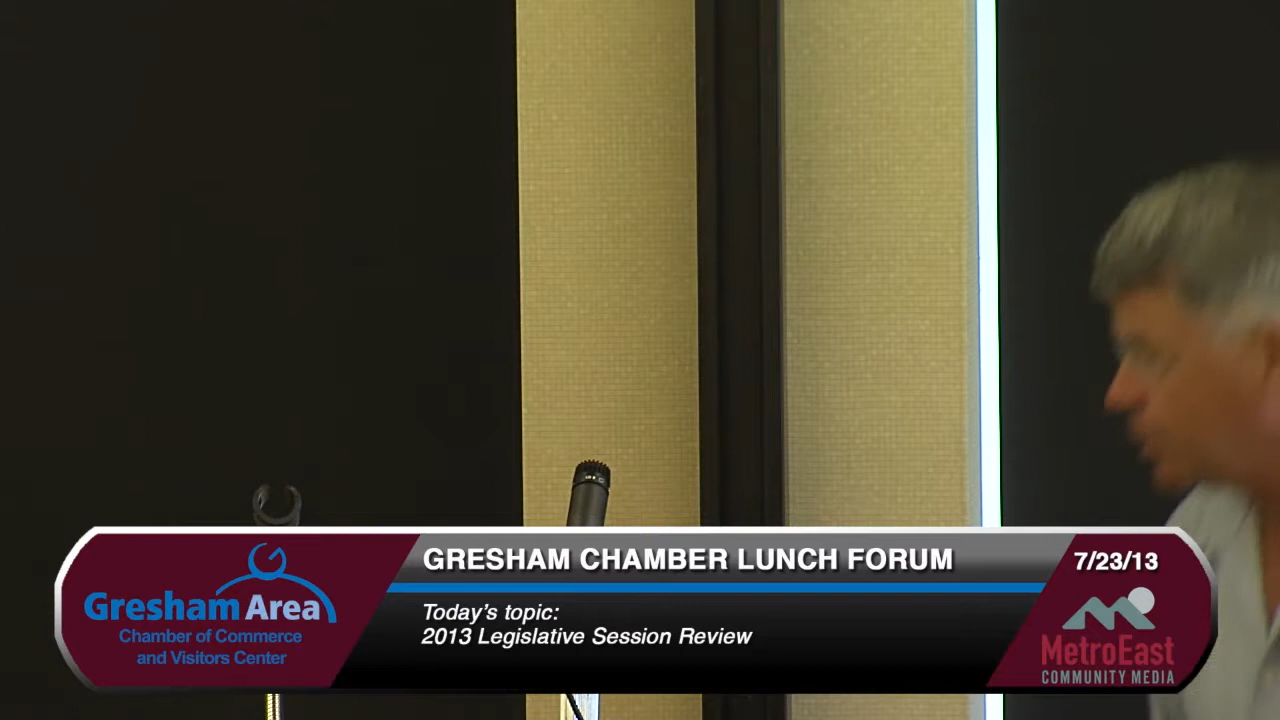 GRESHAM CHAMBER LUNCH FORUM
7/23/13
Gresham Area
Chamber of Commerce
and Visitors Center
Today's topic:
2013 Legislative Session Review
MetroEast
COMMUNITY MEDIA